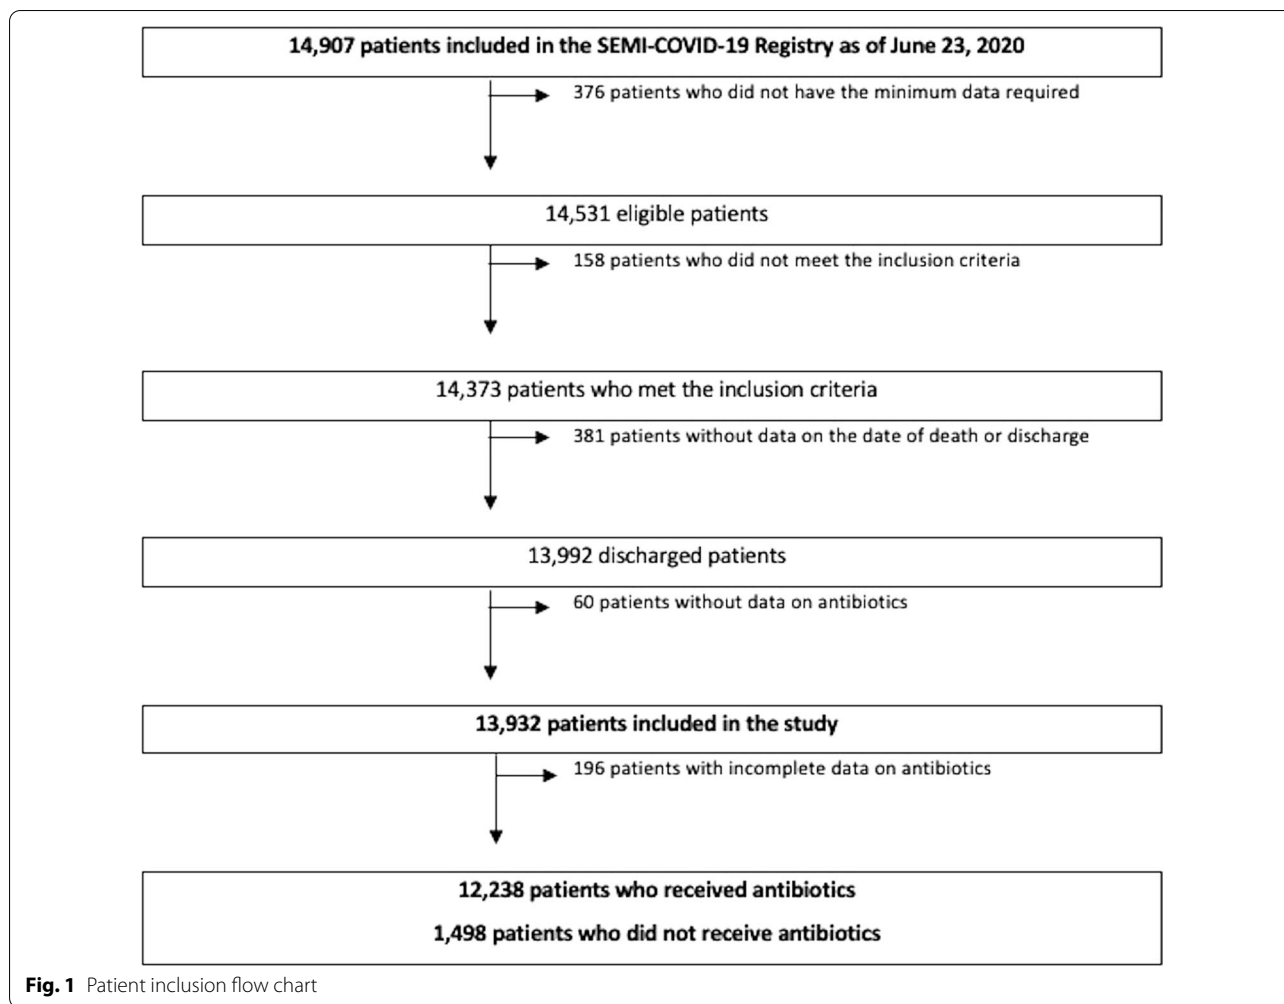 14,907 patients included in the SEMI-COVID-19 Registry as of June 23, 2020
376 patients who did not have the minimum data required
14,531 eligible patients
158 patients who did not meet the inclusion criteria
14,373 patients who met the inclusion criteria
381 patients without data on the date of death or discharge
13,992 discharged patients
60 patients without data on antibiotics
13,932 patients included in the study
196 patients with incomplete data on antibiotics
12,238 patients who received antibiotics
1,498 patients who did not receive antibiotics
Fig. 1 Patient inclusion flow chart